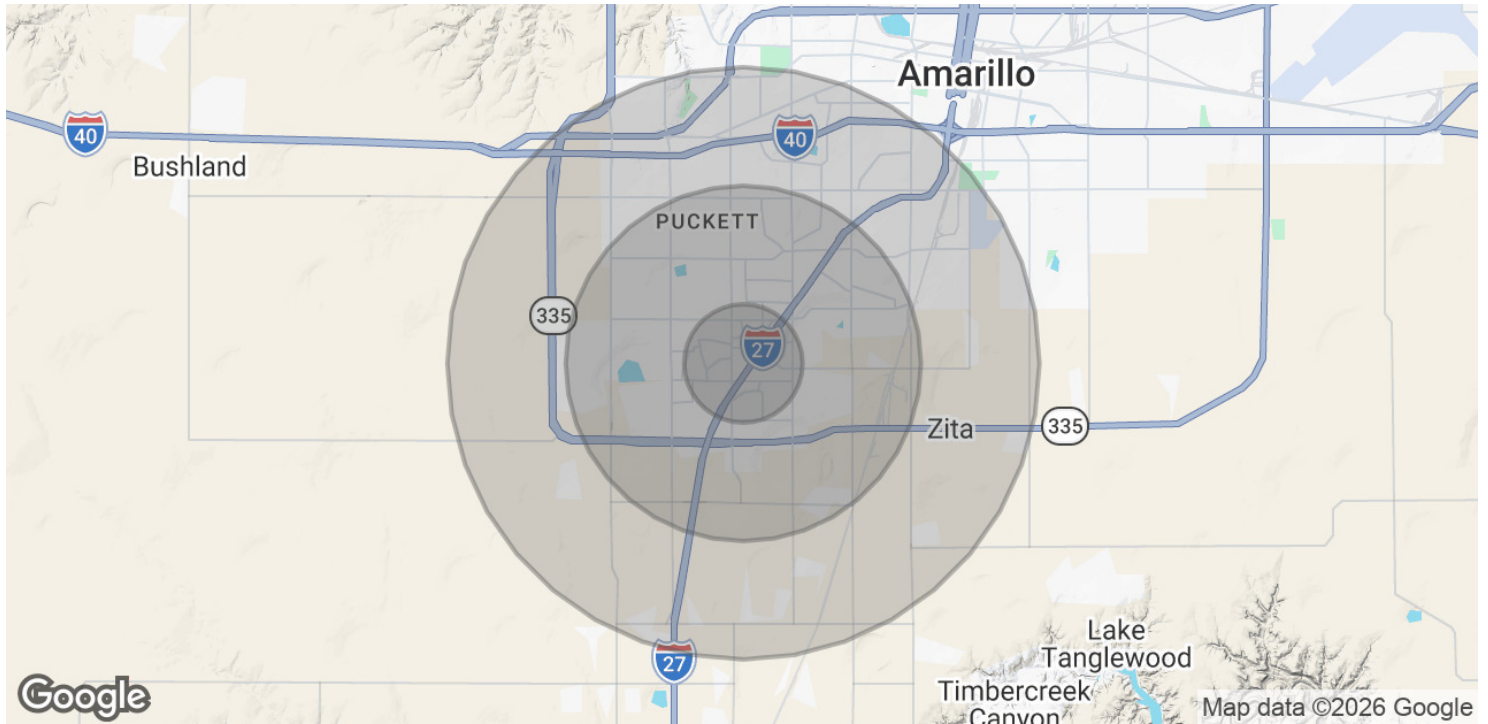 Amarillo
40
40
Bushland
PUCKETT
335
27
Zita
335
Lake
Tanglewood
27
Timbercreek
Canyon
Google
Map data ©2026 Google